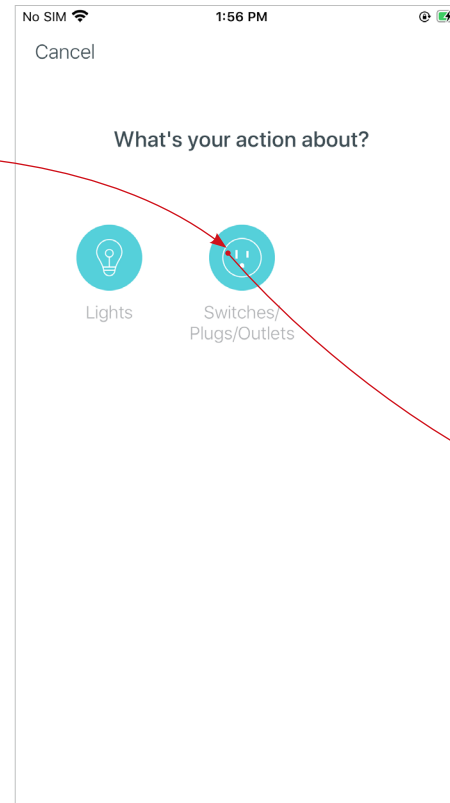 No SIM 1:56 PM
Cancel
What's your action about?
Lights
Switches/
Plugs/Outlets